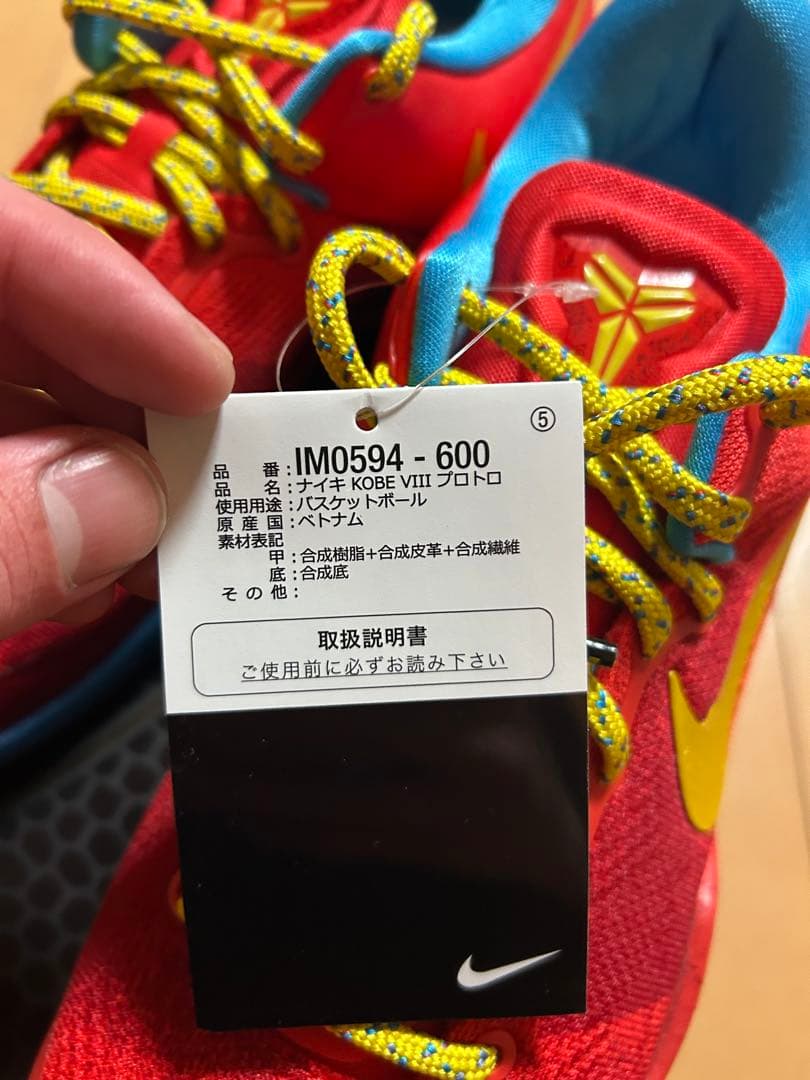 ⑤
品 番:IM0594 - 600
品 名:ナイキ KOBE VIII プロトロ
使用用途:バスケットボール
原 産 国:ベトナム
素材表記
甲:合成樹脂+合成皮革+合成繊維
底:合成底
そ の 他:
取扱説明書
ご使用前に必ずお読み下さい